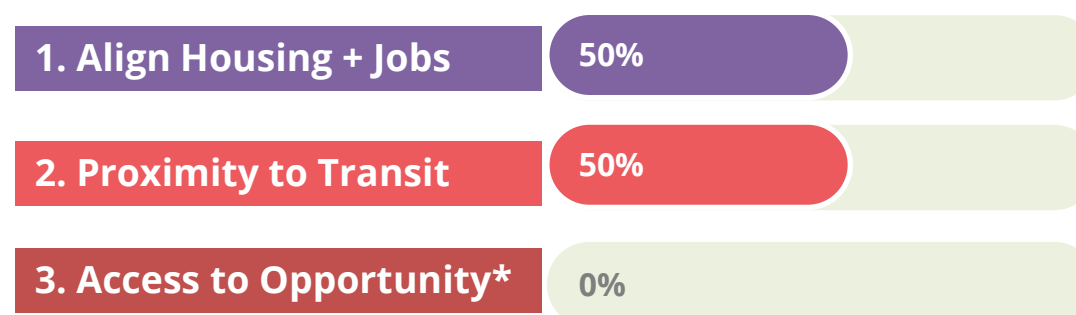 1. Align Housing + Jobs 50%
2. Proximity to Transit 50%
3. Access to Opportunity* 0%